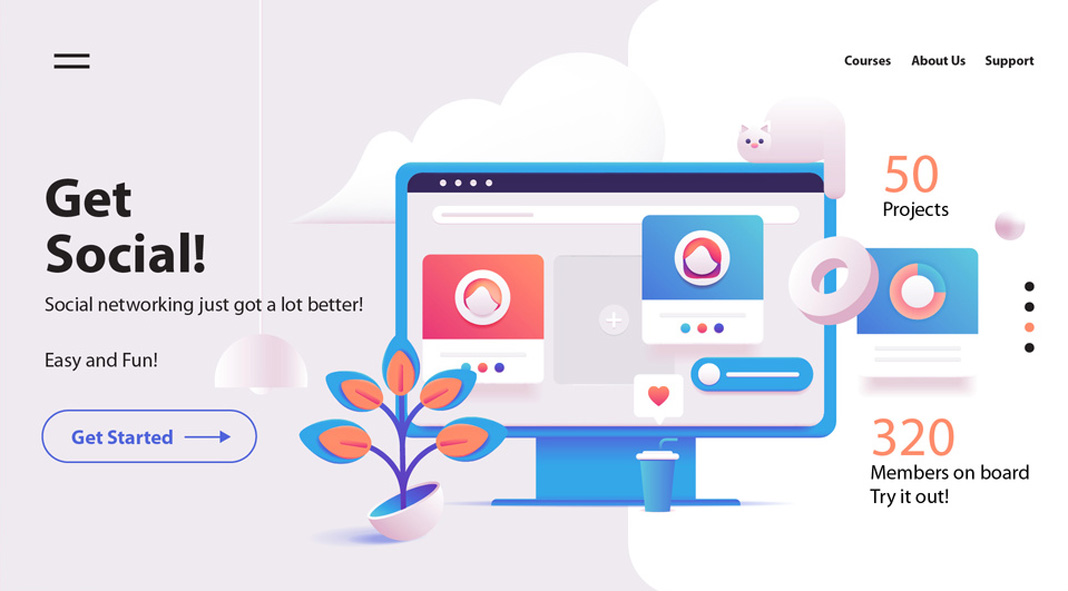 Courses About Us Support
Get
Social!
Social networking just got a lot better!
Easy and Fun!
Get Started
50
Projects
320
Members on board
Try it out!